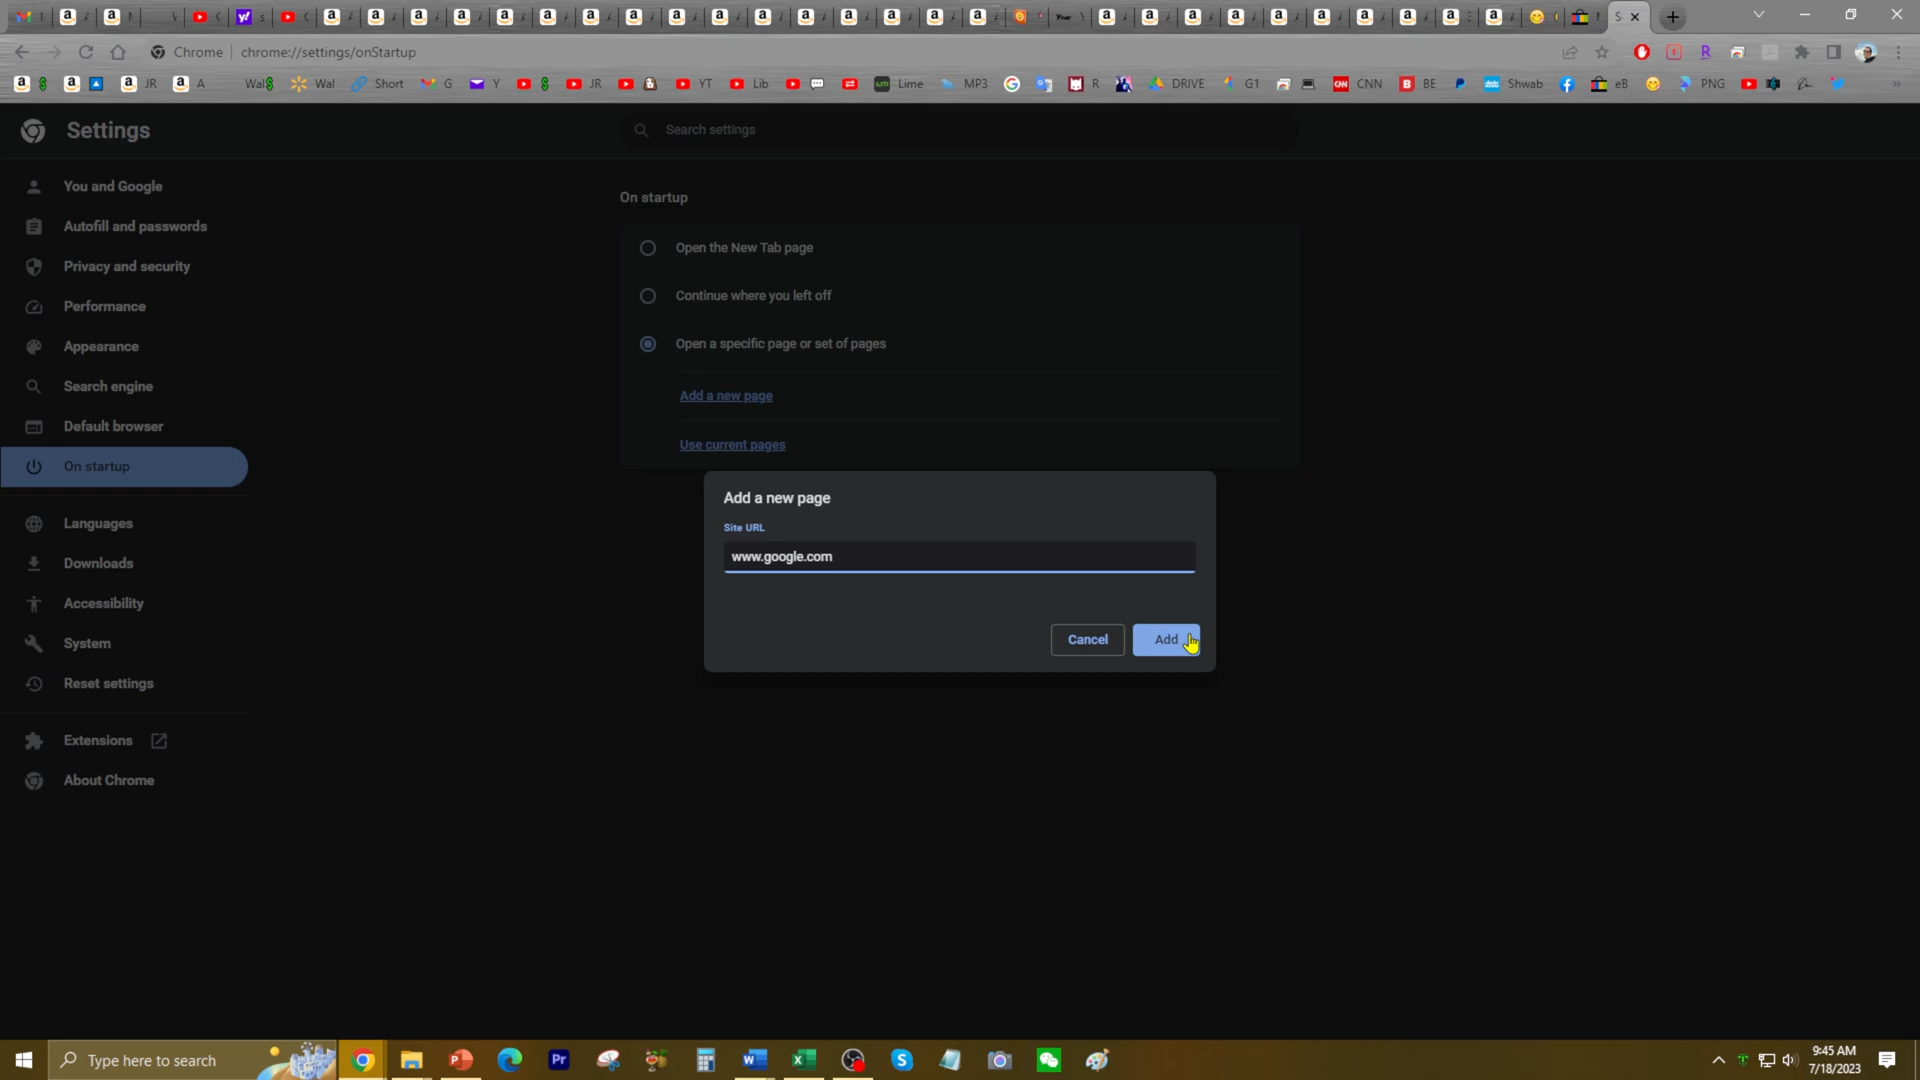 Chrome | chrome://settings/onStartup
$ JR A Wal$ Wal Short G Y $ JR YT Lib Lime MP3 R DRIVE G1 CNN BE Shwab eB PNG »
Settings
Search settings
You and Google
Autofill and passwords
Privacy and security
Performance
Appearance
Search engine
Default browser
On startup
Languages
Downloads
Accessibility
System
Reset settings
Extensions
About Chrome
On startup
Open the New Tab page
Continue where you left off
Open a specific page or set of pages
Add a new page
Use current pages
Add a new page
Site URL
www.google.com
Cancel Add
Type here to search
9:45 AM
7/18/2023